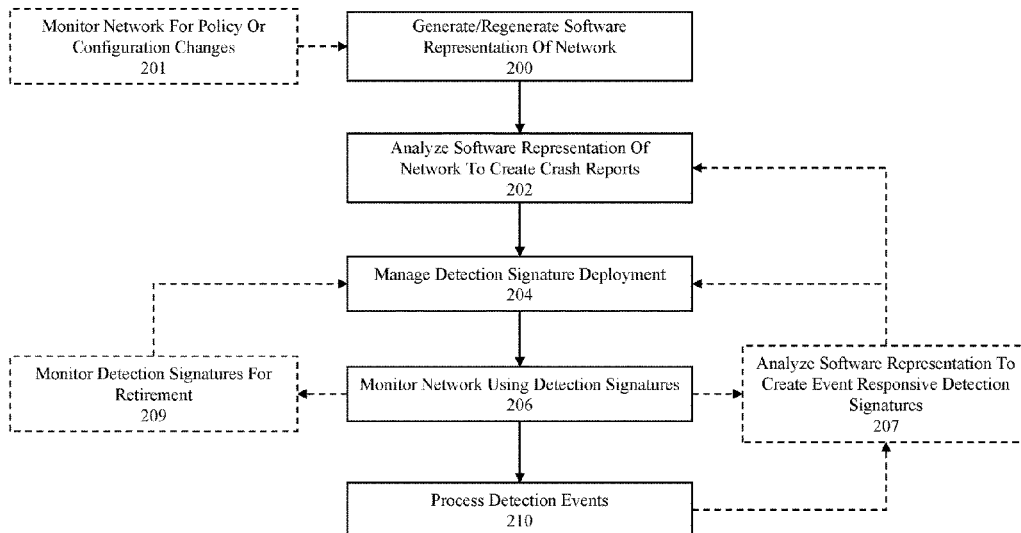 Monitor Network For Policy Or
Configuration Changes
201
Generate/Regenerate Software
Representation Of Network
200
Analyze Software Representation Of
Network To Create Crash Reports
202
Manage Detection Signature Deployment
204
Monitor Detection Signatures For
Retirement
209
Monitor Network Using Detection Signatures
206
Analyze Software Representation To
Create Event Responsive Detection
Signatures
207
Process Detection Events
210